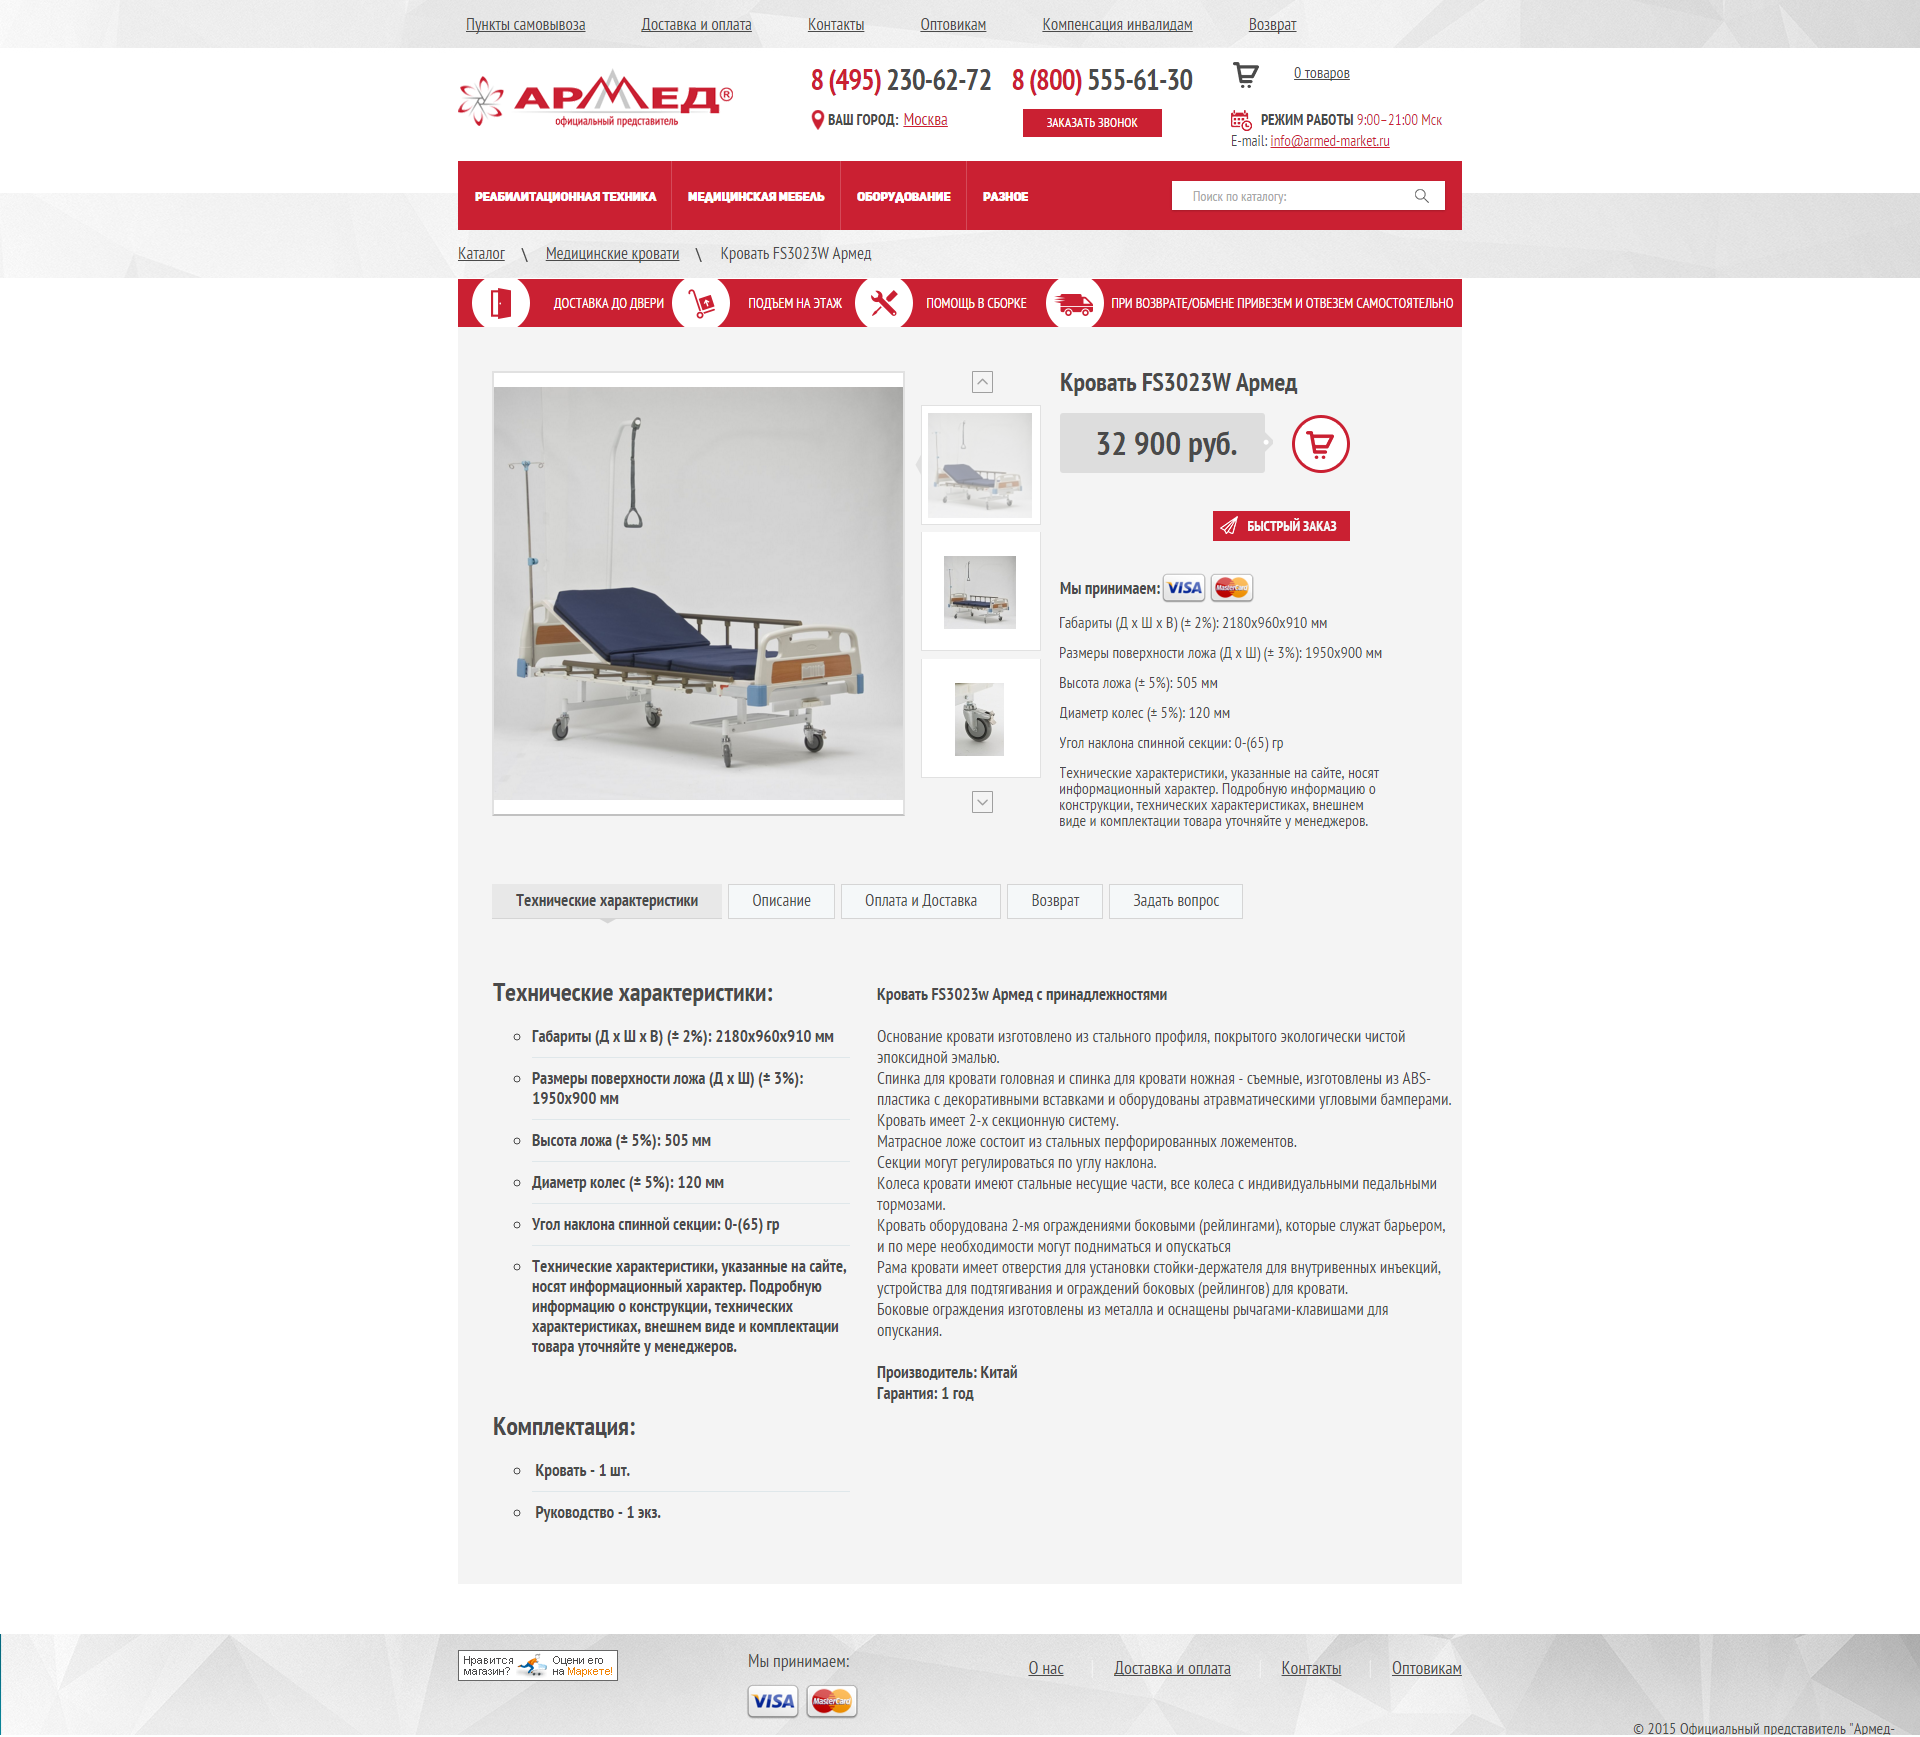 Пункты самовывоза Доставка и оплата Контакты Оптовикам Компенсация инвалидам Возврат
АРМЕД®
официальный представитель
8 (495) 230-62-72 8 (800) 555-61-30
0 товаров
ВАШ ГОРОД: Москва
ЗАКАЗАТЬ ЗВОНОК
РЕЖИМ РАБОТЫ 9:00–21:00 Мск
E-mail: info@armed-market.ru
РЕАБИЛИТАЦИОННАЯ ТЕХНИКА МЕДИЦИНСКАЯ МЕБЕЛЬ ОБОРУДОВАНИЕ РАЗНОЕ
Поиск по каталогу:
Каталог \ Медицинские кровати \ Кровать FS3023W Армед
ДОСТАВКА ДО ДВЕРИ ПОДЪЕМ НА ЭТАЖ ПОМОЩЬ В СБОРКЕ ПРИ ВОЗВРАТЕ/ОБМЕНЕ ПРИВЕЗЕМ И ОТВЕЗЕМ САМОСТОЯТЕЛЬНО
Кровать FS3023W Армед
32 900 руб.
БЫСТРЫЙ ЗАКАЗ
Мы принимаем: VISA MasterCard
Габариты (Д х Ш х В) (± 2%): 2180х960х910 мм
Размеры поверхности ложа (Д х Ш) (± 3%): 1950х900 мм
Высота ложа (± 5%): 505 мм
Диаметр колес (± 5%): 120 мм
Угол наклона спинной секции: 0-(65) гр
Технические характеристики, указанные на сайте, носят
информационный характер. Подробную информацию о
конструкции, технических характеристиках, внешнем
виде и комплектации товара уточняйте у менеджеров.
Технические характеристики Описание Оплата и Доставка Возврат Задать вопрос
Технические характеристики:
Габариты (Д х Ш х В) (± 2%): 2180х960х910 мм
Размеры поверхности ложа (Д х Ш) (± 3%):
1950х900 мм
Высота ложа (± 5%): 505 мм
Диаметр колес (± 5%): 120 мм
Угол наклона спинной секции: 0-(65) гр
Технические характеристики, указанные на сайте,
носят информационный характер. Подробную
информацию о конструкции, технических
характеристиках, внешнем виде и комплектации
товара уточняйте у менеджеров.
Комплектация:
Кровать - 1 шт.
Руководство - 1 экз.
Кровать FS3023w Армед с принадлежностями
Основание кровати изготовлено из стального профиля, покрытого экологически чистой
эпоксидной эмалью.
Спинка для кровати головная и спинка для кровати ножная - съемные, изготовлены из ABS-
пластика с декоративными вставками и оборудованы атравматическими угловыми бамперами.
Кровать имеет 2-х секционную систему.
Матрасное ложе состоит из стальных перфорированных ложементов.
Секции могут регулироваться по углу наклона.
Колеса кровати имеют стальные несущие части, все колеса с индивидуальными педальными
тормозами.
Кровать оборудована 2-мя ограждениями боковыми (рейлингами), которые служат барьером,
и по мере необходимости могут подниматься и опускаться
Рама кровати имеет отверстия для установки стойки-держателя для внутривенных инъекций,
устройства для подтягивания и ограждений боковых (рейлингов) для кровати.
Боковые ограждения изготовлены из металла и оснащены рычагами-клавишами для
опускания.
Производитель: Китай
Гарантия: 1 год
Нравится магазин? Оцени его на Маркете!
Мы принимаем:
VISA MasterCard
О нас Доставка и оплата Контакты Оптовикам
© 2015 Официальный представитель "Армед-